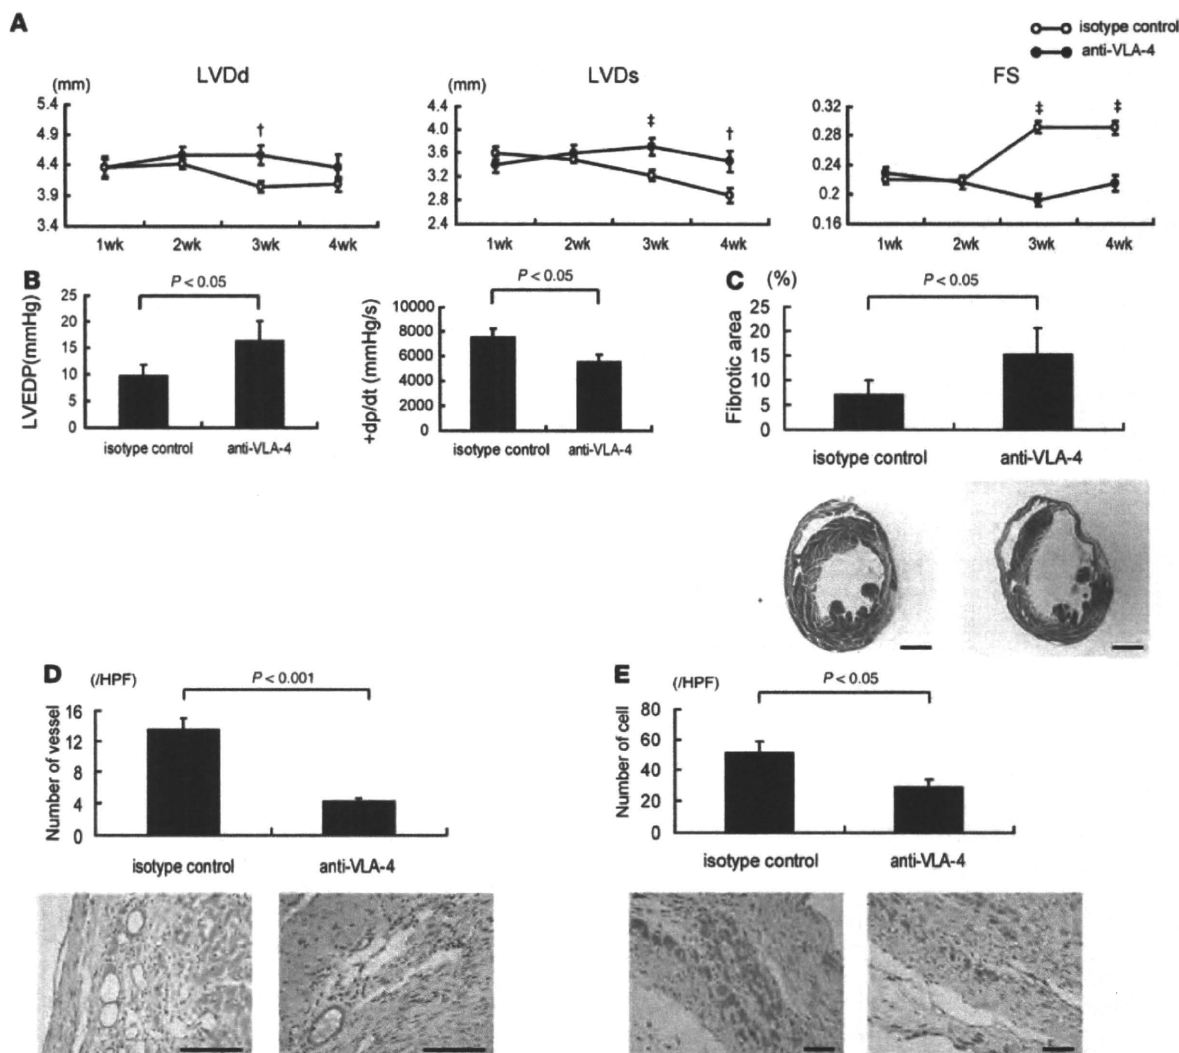 A
isotype control
anti-VLA-4
LVDd
LVDs
FS
(mm)
(mm)
5.4
4.9
4.4
3.9
3.4
†
1wk
2wk
3wk
4wk
4.0
3.6
3.2
2.8
2.4
‡
†
1wk
2wk
3wk
4wk
0.32
0.28
0.24
0.2
0.16
‡
‡
1wk
2wk
3wk
4wk
B
P < 0.05
LVEDP(mmHg)
25
20
15
10
5
0
isotype control
anti-VLA-4
P < 0.05
+dp/dt (mmHg/s)
10000
8000
6000
4000
2000
0
isotype control
anti-VLA-4
C
(%)
P < 0.05
Fibrotic area
25
20
15
10
5
0
isotype control
anti-VLA-4
D
(/HPF)
P < 0.001
Number of vessel
16
12
8
4
0
isotype control
anti-VLA-4
E
(/HPF)
P < 0.05
Number of cell
80
60
40
20
0
isotype control
anti-VLA-4